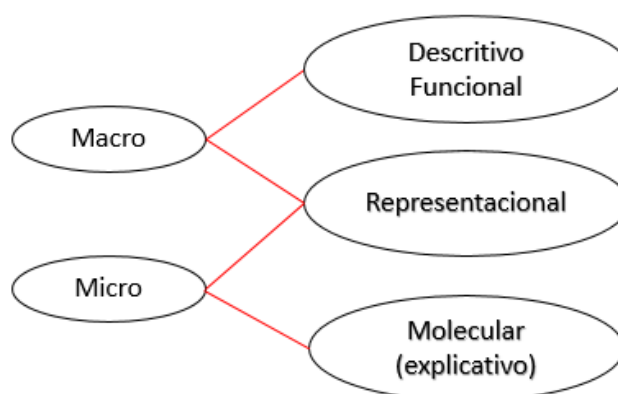 Descritivo
Funcional
Macro
Representacional
Micro
Molecular
(explicativo)